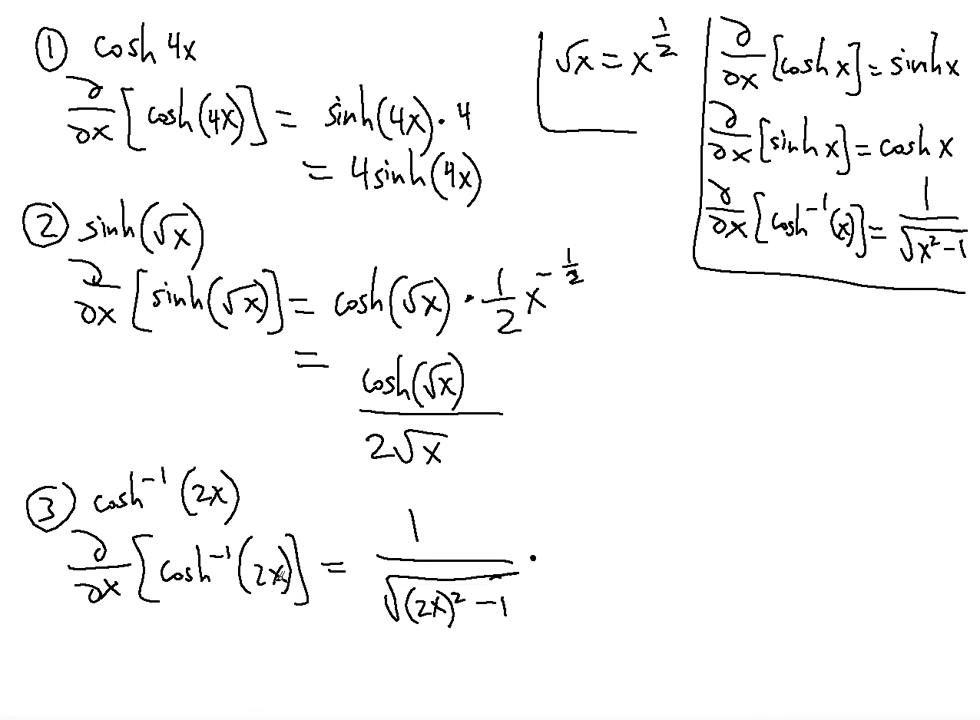 ① cosh 4x
∂/∂x [cosh(4x)] = sinh(4x) · 4
= 4 sinh(4x)
② sinh(√x)
∂/∂x [sinh(√x)] = cosh(√x) · 1/2 x^(-1/2)
= cosh(√x) / 2√x
③ cosh⁻¹(2x)
∂/∂x [cosh⁻¹(2x)] = 1/√((2x)² - 1) ·
√x = x^(1/2)
∂/∂x [cosh x] = sinh x
∂/∂x [sinh x] = cosh x
∂/∂x [cosh⁻¹(x)] = 1/√(x² - 1)